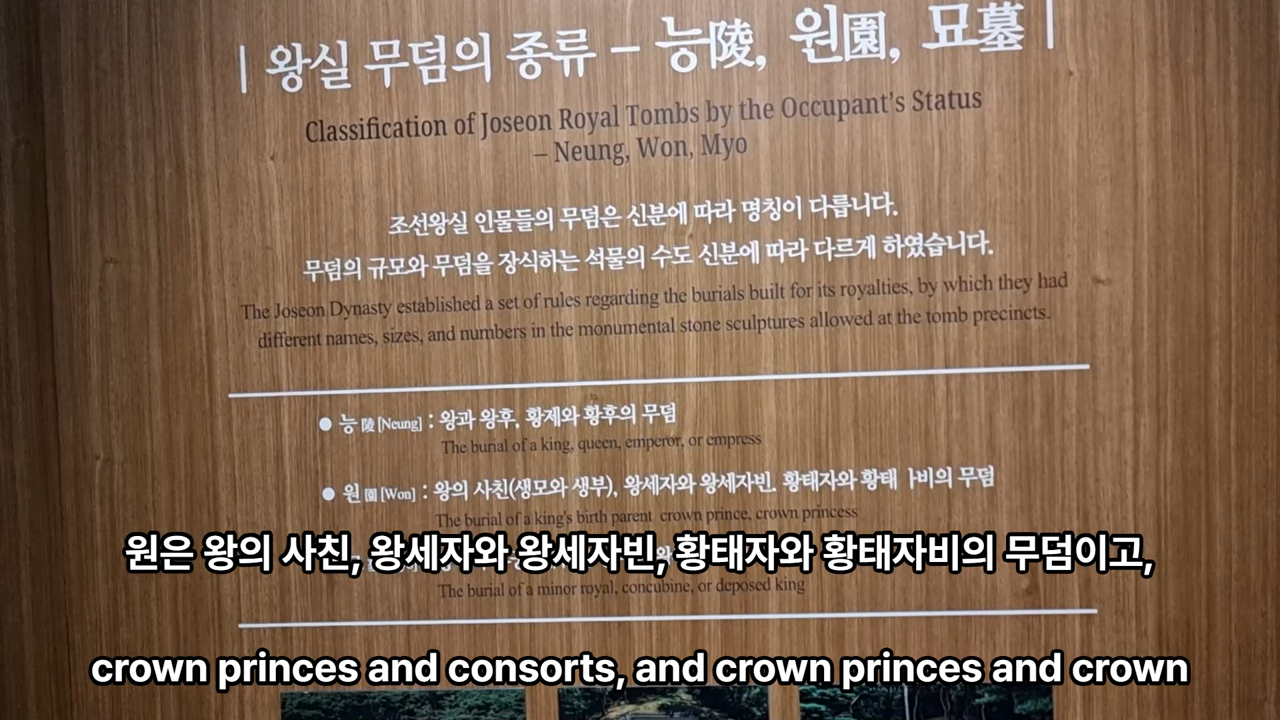 | 왕실 무덤의 종류 – 능陵, 원園, 묘墓 |
Classification of Joseon Royal Tombs by the Occupant's Status
– Neung, Won, Myo
조선왕실 인물들의 무덤은 신분에 따라 명칭이 다릅니다.
무덤의 규모와 무덤을 장식하는 석물의 수도 신분에 따라 다르게 하였습니다.
The Joseon Dynasty established a set of rules regarding the burials built for its royalties, by which they had
different names, sizes, and numbers in the monumental stone sculptures allowed at the tomb precincts.
● 능 陵 [Neung] : 왕과 왕후, 황제와 황후의 무덤
The burial of a king, queen, emperor, or empress
● 원 園 [Won] : 왕의 사친(생모와 생부), 왕세자와 왕세자빈, 황태자와 황태 비의 무덤
The burial of a king's birth parent crown prince, crown princess
원은 왕의 사친, 왕세자와 왕세자빈, 황태자와 황태자비의 무덤이고,
The burial of a minor royal, concubine, or deposed king
crown princes and consorts, and crown princes and crown